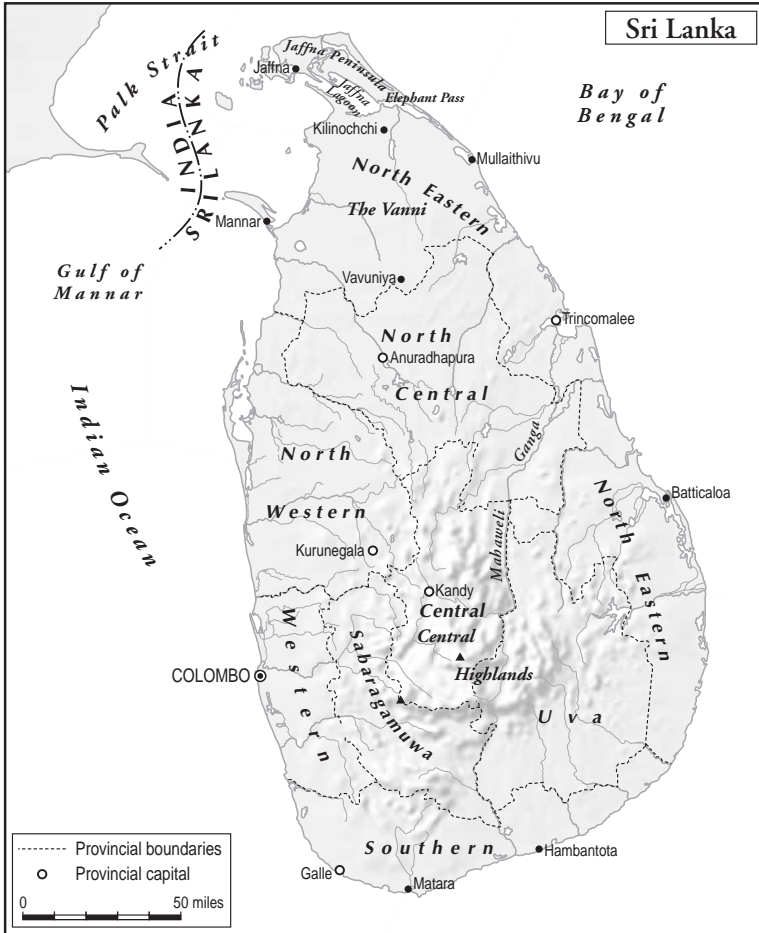 Sri Lanka
Palk Strait
INDIA
SRI LANKA
Jaffna Peninsula
Jaffna
Jaffna
Lagoon
Elephant Pass
Bay of
Bengal
Kilinochchi
Mullaithivu
North Eastern
The Vanni
Mannar
Gulf of
Mannar
Vavuniya
Trincomalee
North
Anuradhapura
Central
Indian Ocean
Ganga
North
Western
North Eastern
Batticaloa
Mahaweli
Kurunegala
Kandy
Central
Central
Highlands
Western
Sabaragamuwa
COLOMBO
Uva
Southern
Hambantota
Galle
Matara
Provincial boundaries
Provincial capital
0 50 miles